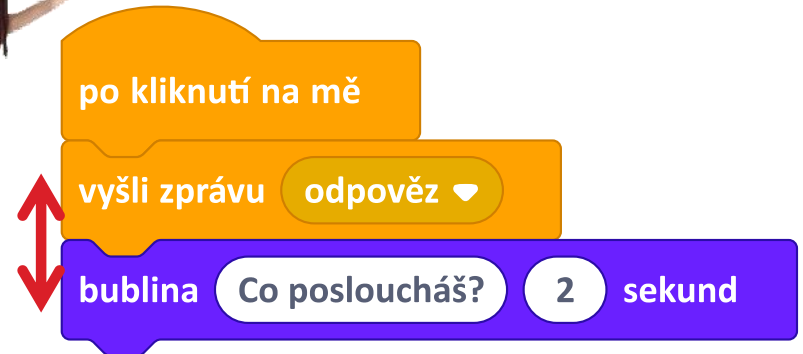 po kliknutí na mě
vyšli zprávu odpověz
bublina Co posloucháš? 2 sekund